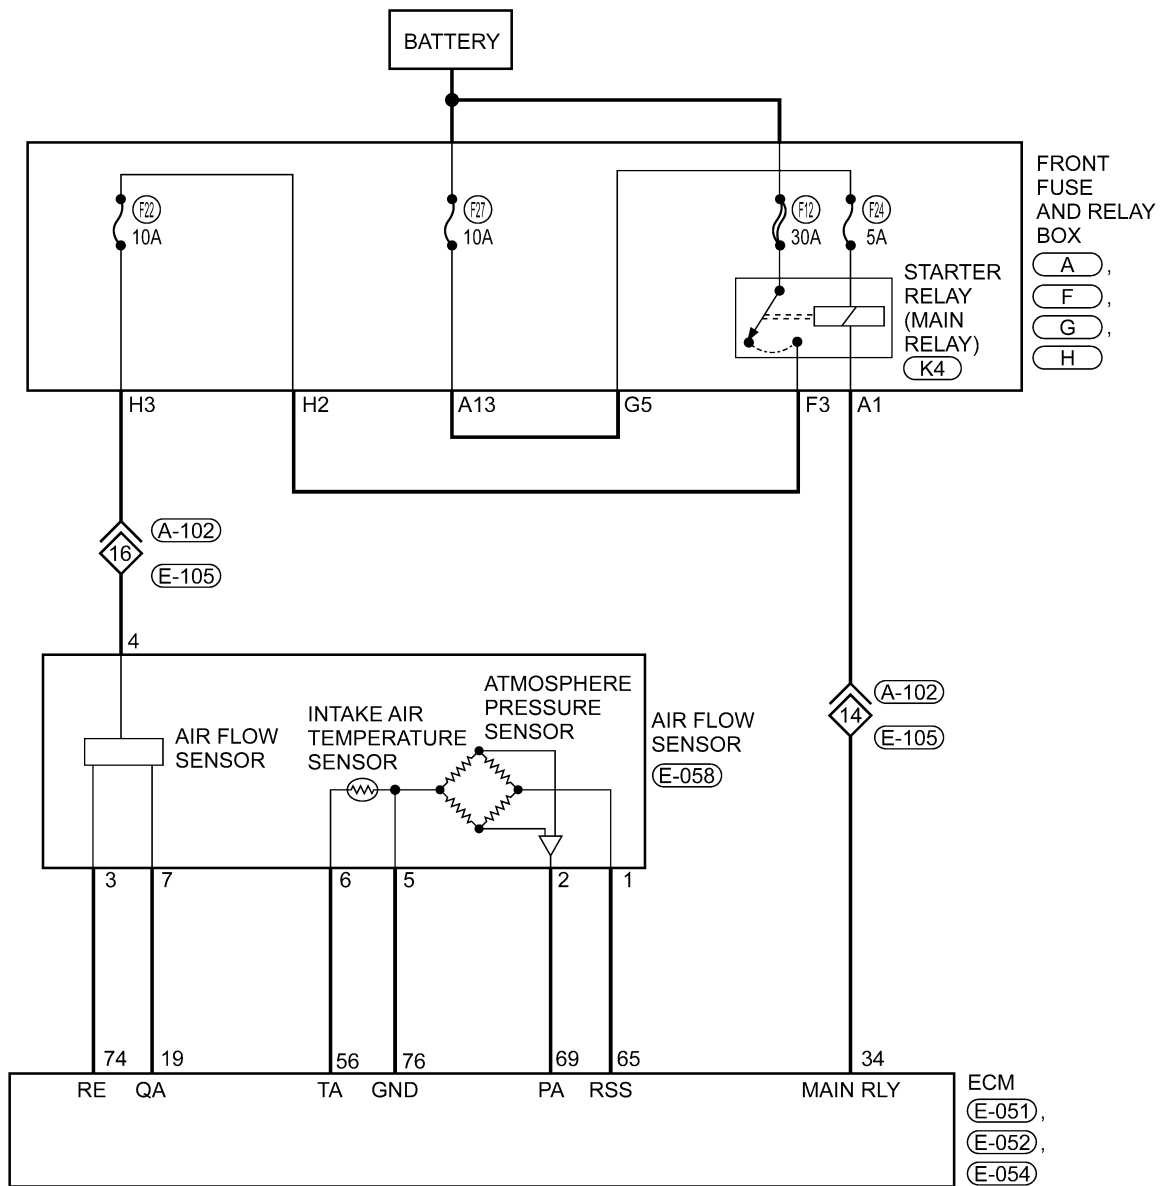 BATTERY
FRONT
FUSE
AND RELAY
BOX
A ,
F ,
G ,
H
F22
10A
F27
10A
F12
30A
F24
5A
STARTER
RELAY
(MAIN
RELAY)
K4
H3
H2
A13
G5
F3
A1
16
A-102
E-105
4
14
A-102
E-105
AIR FLOW
SENSOR
INTAKE AIR
TEMPERATURE
SENSOR
ATMOSPHERE
PRESSURE
SENSOR
AIR FLOW
SENSOR
E-058
3
7
6
5
2
1
74
19
56
76
69
65
34
RE
QA
TA
GND
PA
RSS
MAIN RLY
ECM
E-051 ,
E-052 ,
E-054